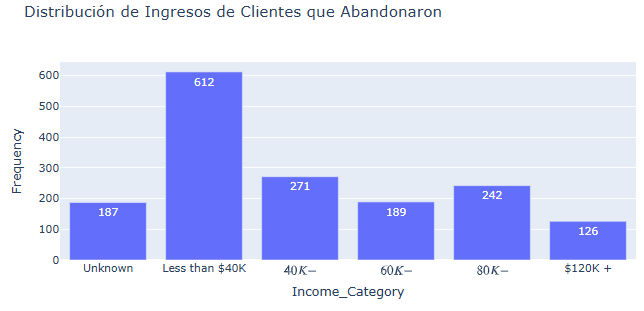 Distribución de Ingresos de Clientes que Abandonaron
Frequency
600
500
400
300
200
100
0
187
612
271
189
242
126
Unknown
Less than $40K
40K−
60K−
80K−
$120K +
Income_Category